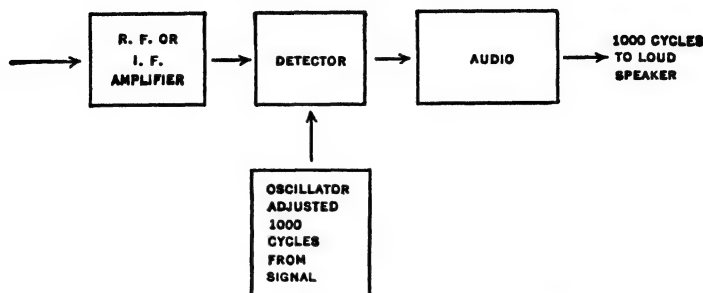 R. F. OR
I. F.
AMPLIFIER
DETECTOR
AUDIO
1000 CYCLES
TO LOUD
SPEAKER
OSCILLATOR
ADJUSTED
1000
CYCLES
FROM
SIGNAL